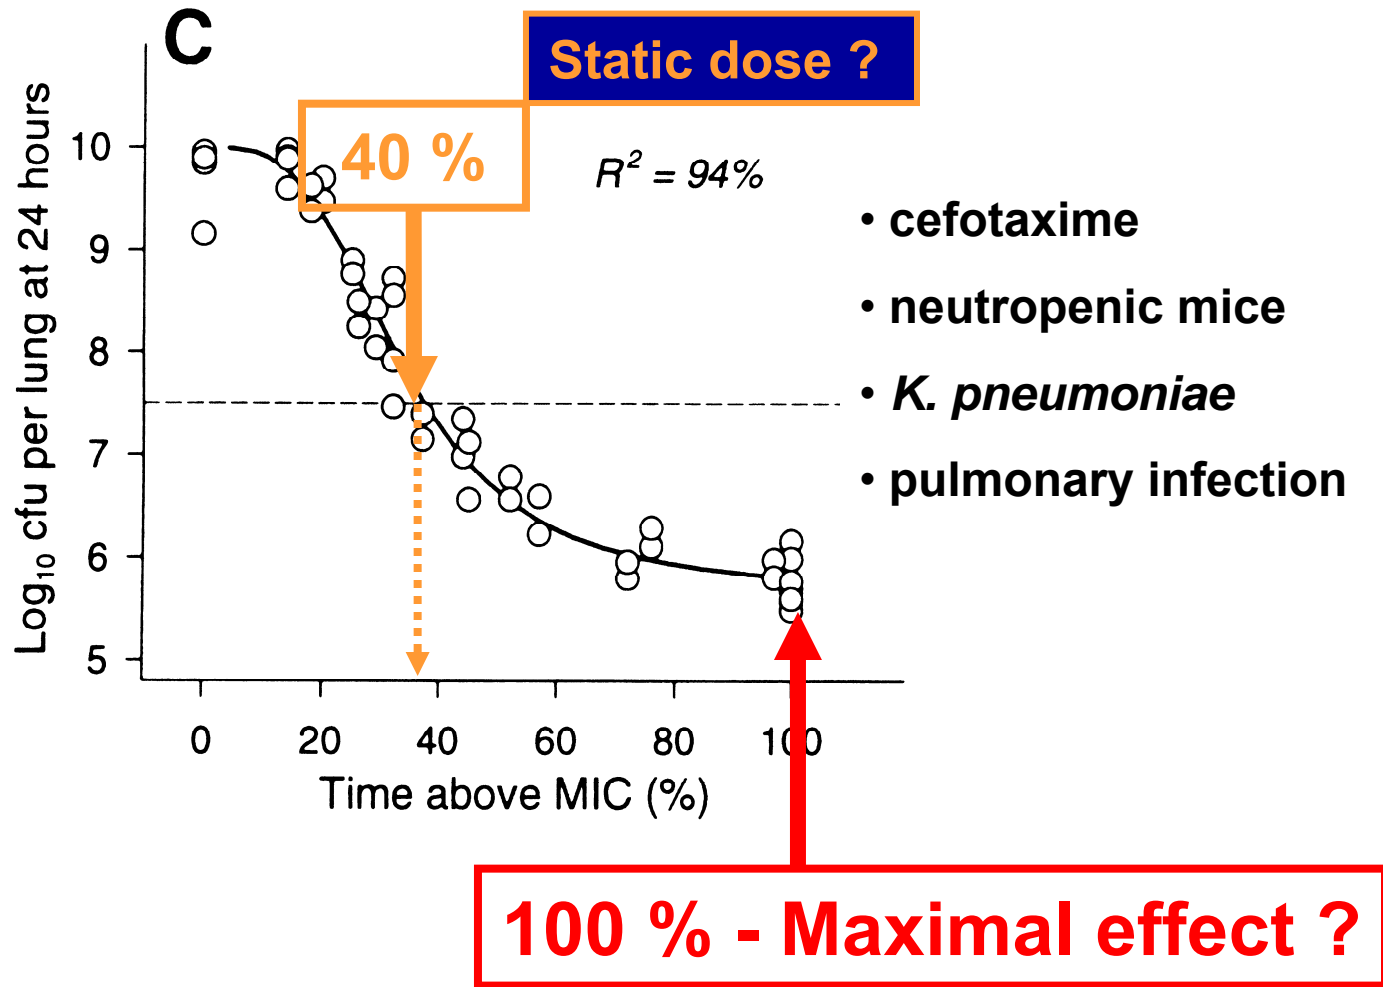 C
Static dose ?
40 %
R² = 94%
Log₁₀ cfu per lung at 24 hours
10
9
8
7
6
5
0 20 40 60 80 100
Time above MIC (%)
• cefotaxime
• neutropenic mice
• K. pneumoniae
• pulmonary infection
100 % - Maximal effect ?